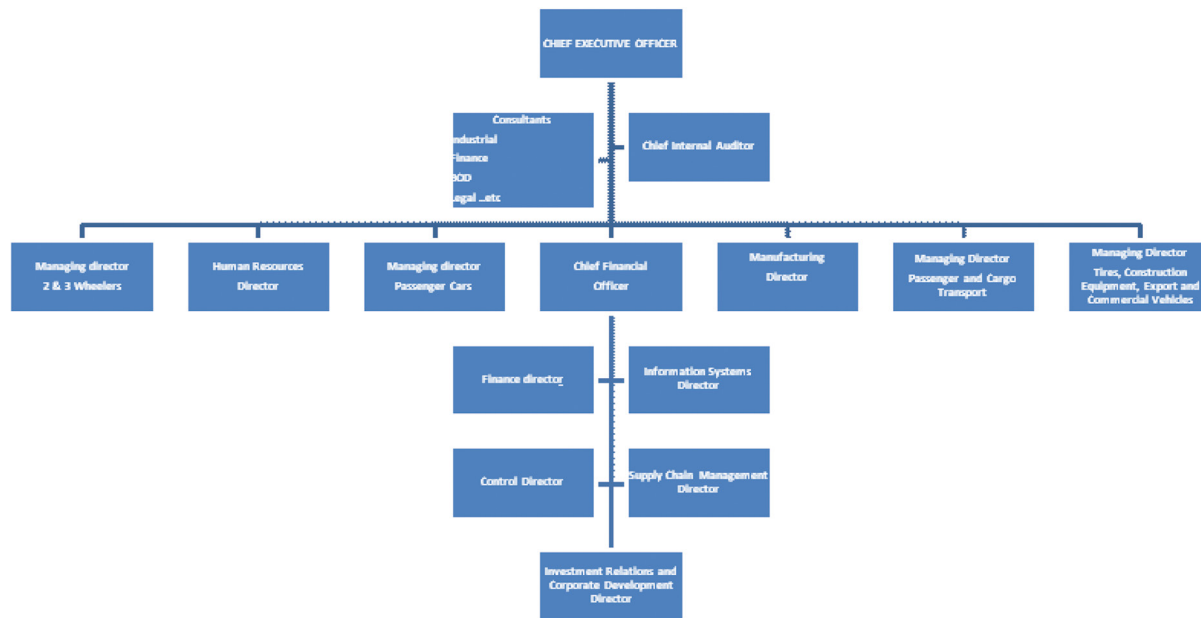 CHIEF EXECUTIVE OFFICER
Consultants
Industrial
Finance
BOD
Legal ..etc
Chief Internal Auditor
Managing director
2 & 3 Wheelers
Human Resources
Director
Managing director
Passenger Cars
Chief Financial
Officer
Manufacturing
Director
Managing Director
Passenger and Cargo
Transport
Managing Director
Tires, Construction
Equipment, Export and
Commercial Vehicles
Finance director
Information Systems
Director
Control Director
Supply Chain Management
Director
Investment Relations and
Corporate Development
Director